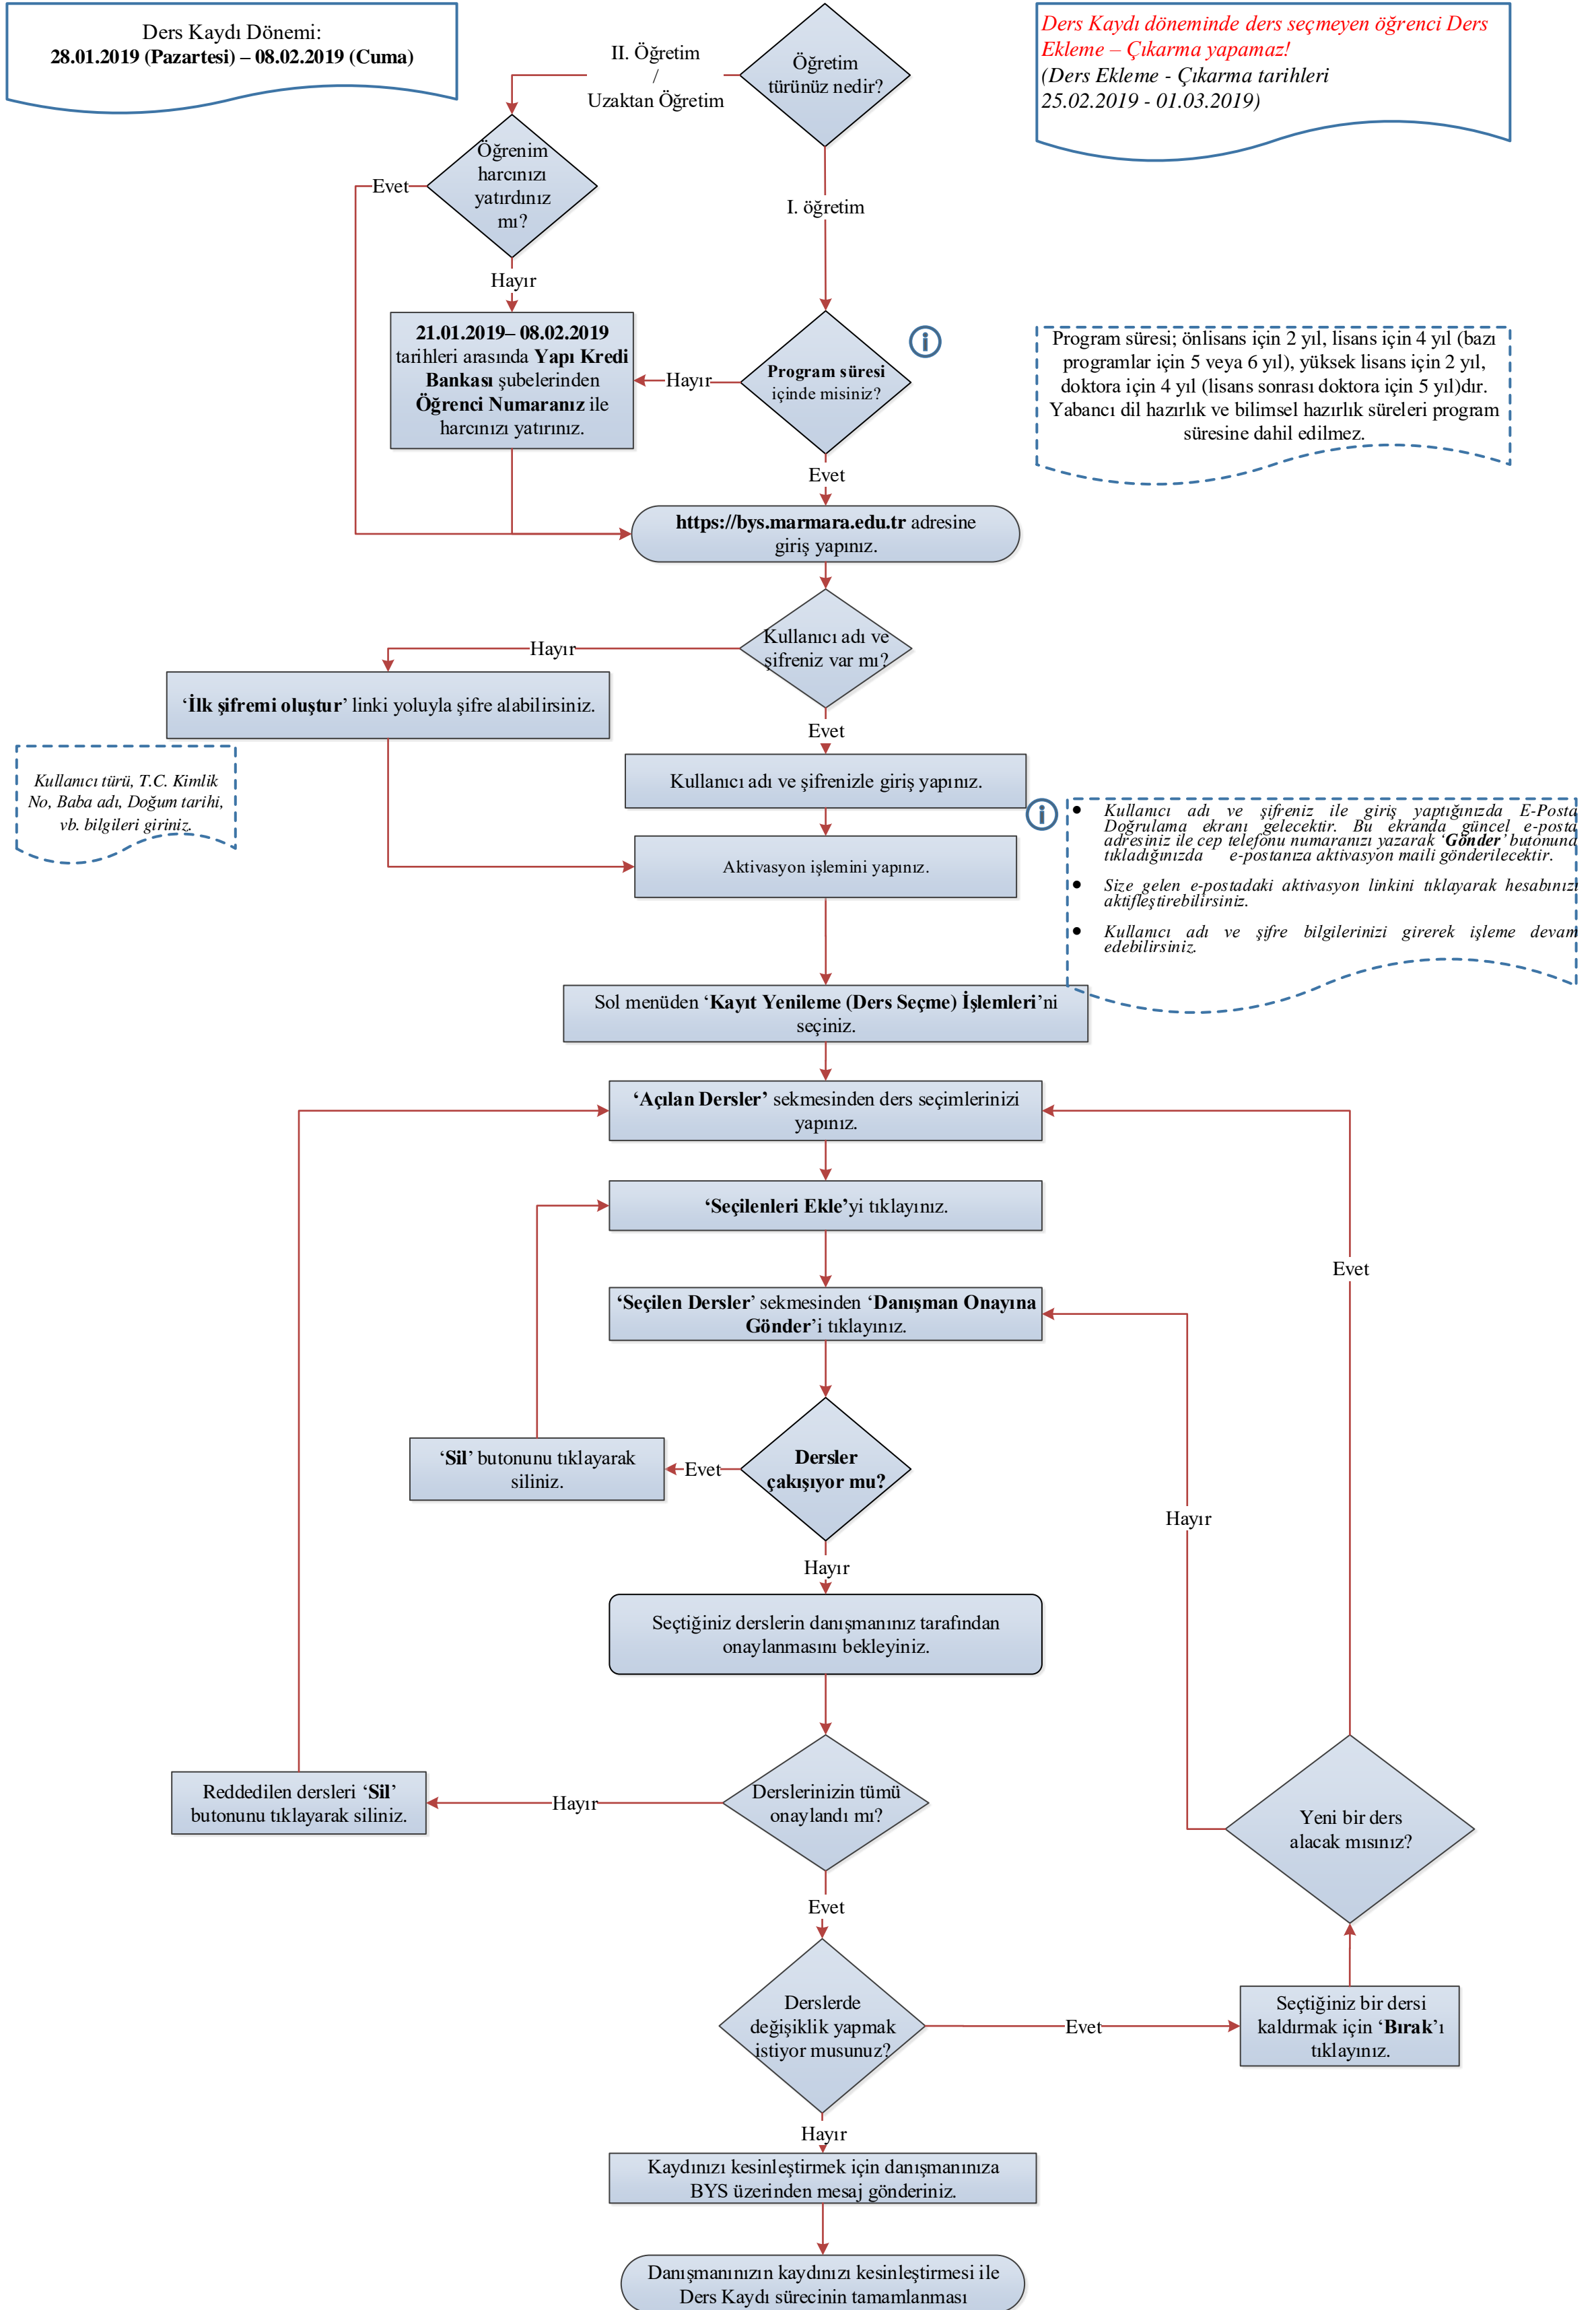 Ders Kaydı Dönemi:
28.01.2019 (Pazartesi) – 08.02.2019 (Cuma)
Ders Kaydı döneminde ders seçmeyen öğrenci Ders
Ekleme – Çıkarma yapamaz!
(Ders Ekleme - Çıkarma tarihleri
25.02.2019 - 01.03.2019)
Öğretim
türünüz nedir?
II. Öğretim
/
Uzaktan Öğretim
Öğrenim
harcınızı
yatırdınız
mı?
Evet
I. öğretim
Hayır
21.01.2019– 08.02.2019
tarihleri arasında Yapı Kredi
Bankası şubelerinden
Öğrenci Numaranız ile
harcınızı yatırınız.
Hayır
Program süresi
içinde misiniz?
i
Program süresi; önlisans için 2 yıl, lisans için 4 yıl (bazı
programlar için 5 veya 6 yıl), yüksek lisans için 2 yıl,
doktora için 4 yıl (lisans sonrası doktora için 5 yıl)dır.
Yabancı dil hazırlık ve bilimsel hazırlık süreleri program
süresine dahil edilmez.
Evet
https://bys.marmara.edu.tr adresine
giriş yapınız.
Kullanıcı adı ve
şifreniz var mı?
Hayır
‘İlk şifremi oluştur’ linki yoluyla şifre alabilirsiniz.
Evet
Kullanıcı türü, T.C. Kimlik
No, Baba adı, Doğum tarihi,
vb. bilgileri giriniz.
Kullanıcı adı ve şifrenizle giriş yapınız.
i
Aktivasyon işlemini yapınız.
● Kullanıcı adı ve şifreniz ile giriş yaptığınızda E-Posta
Doğrulama ekranı gelecektir. Bu ekranda güncel e-posta
adresiniz ile cep telefonu numaranızı yazarak ‘Gönder’ butonuna
tıkladığınızda e-postanıza aktivasyon maili gönderilecektir.
● Size gelen e-postadaki aktivasyon linkini tıklayarak hesabınızı
aktifleştirebilirsiniz.
● Kullanıcı adı ve şifre bilgilerinizi girerek işleme devam
edebilirsiniz.
Sol menüden ‘Kayıt Yenileme (Ders Seçme) İşlemleri’ni
seçiniz.
‘Açılan Dersler’ sekmesinden ders seçimlerinizi
yapınız.
‘Seçilenleri Ekle’yi tıklayınız.
Evet
‘Seçilen Dersler’ sekmesinden ‘Danışman Onayına
Gönder’i tıklayınız.
Dersler
çakışıyor mu?
Evet
‘Sil’ butonunu tıklayarak
siliniz.
Hayır
Hayır
Seçtiğiniz derslerin danışmanınız tarafından
onaylanmasını bekleyiniz.
Derslerinizin tümü
onaylandı mı?
Hayır
Reddedilen dersleri ‘Sil’
butonunu tıklayarak siliniz.
Yeni bir ders
alacak mısınız?
Evet
Derslerde
değişiklik yapmak
istiyor musunuz?
Evet
Seçtiğiniz bir dersi
kaldırmak için ‘Bırak’ı
tıklayınız.
Hayır
Kaydınızı kesinleştirmek için danışmanınıza
BYS üzerinden mesaj gönderiniz.
Danışmanınızın kaydınızı kesinleştirmesi ile
Ders Kaydı sürecinin tamamlanması